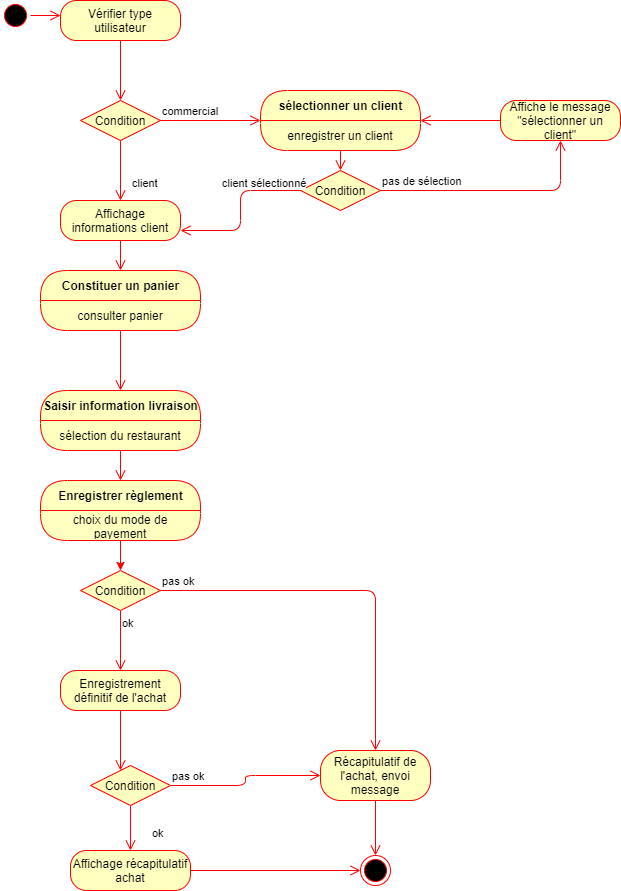 Vérifier type
utilisateur
Condition
commercial
sélectionner un client
enregistrer un client
Affiche le message
"sélectionner un
client"
client
client sélectionné
Condition
pas de sélection
Affichage
informations client
Constituer un panier
consulter panier
Saisir information livraison
sélection du restaurant
Enregistrer règlement
choix du mode de
payement
Condition
pas ok
ok
Enregistrement
définitif de l'achat
Condition
pas ok
Récapitulatif de
l'achat, envoi
message
ok
Affichage récapitulatif
achat